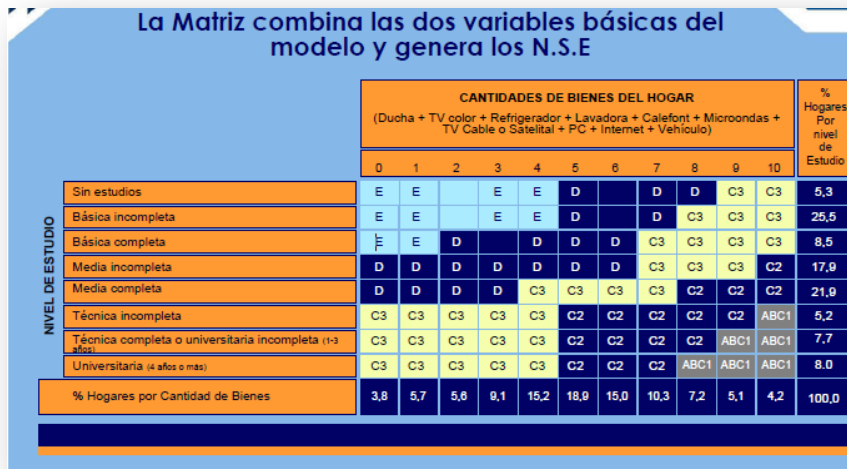 La Matriz combina las dos variables básicas del
modelo y genera los N.S.E
CANTIDADES DE BIENES DEL HOGAR
(Ducha + TV color + Refrigerador + Lavadora + Calefont + Microondas +
TV Cable o Satelital + PC + Internet + Vehículo)
%
Hogares
Por
nivel
de
Estudio
0 1 2 3 4 5 6 7 8 9 10
NIVEL DE ESTUDIO
Sin estudios E E E E D D D C3 C3 5,3
Básica incompleta E E E E D D C3 C3 C3 25,5
Básica completa E E D D D D C3 C3 C3 C3 8,5
Media incompleta D D D D D D D C3 C3 C3 C2 17,9
Media completa D D D D C3 C3 C3 C3 C2 C2 C2 21,9
Técnica incompleta C3 C3 C3 C3 C3 C2 C2 C2 C2 C2 ABC1 5,2
Técnica completa o universitaria incompleta (1-3
años) C3 C3 C3 C3 C3 C2 C2 C2 C2 ABC1 ABC1 7,7
Universitaria (4 años o más) C3 C3 C3 C3 C3 C2 C2 C2 ABC1 ABC1 ABC1 8.0
% Hogares por Cantidad de Bienes 3,8 5,7 5,6 9,1 15,2 18,9 15,0 10,3 7,2 5,1 4,2 100,0